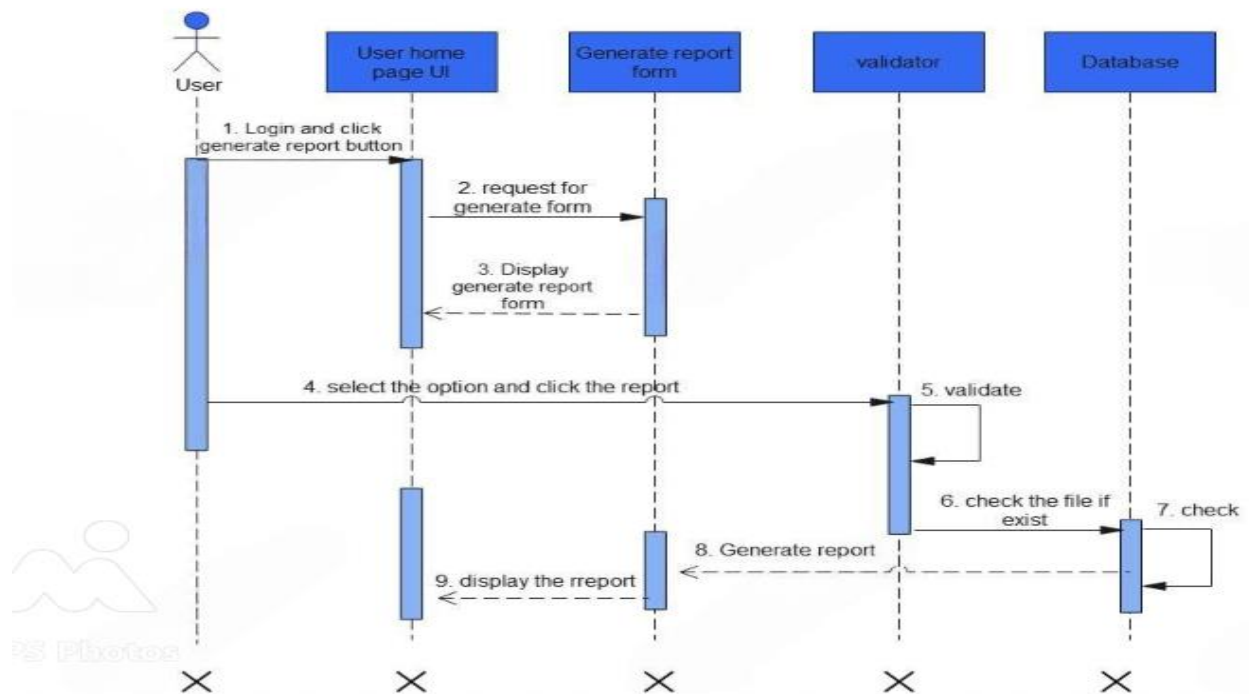 User
User home
page UI
Generate report
form
validator
Database
1. Login and click
generate report button
2. request for
generate form
3. Display
generate report
form
4. select the option and click the report
5. validate
6. check the file if
exist
7. check
8. Generate report
9. display the rreport
PS Photos